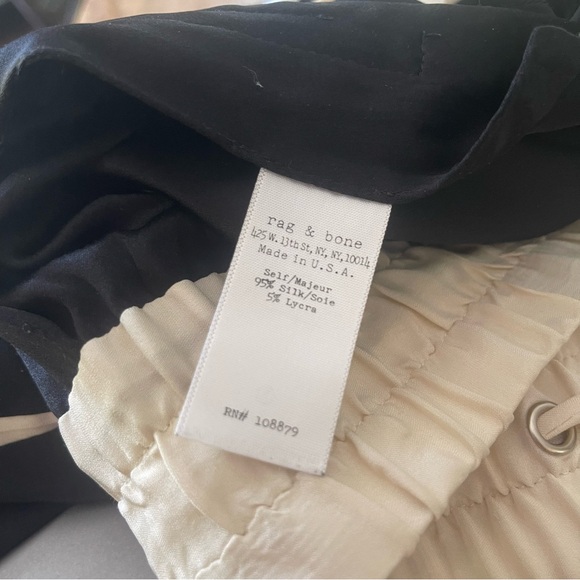 rag & bone
425 W. 13th St, NY, NY, 10014
Made in U.S.A.
Self/Majeur
95% Silk/Soie
5% Lycra
RN# 108879